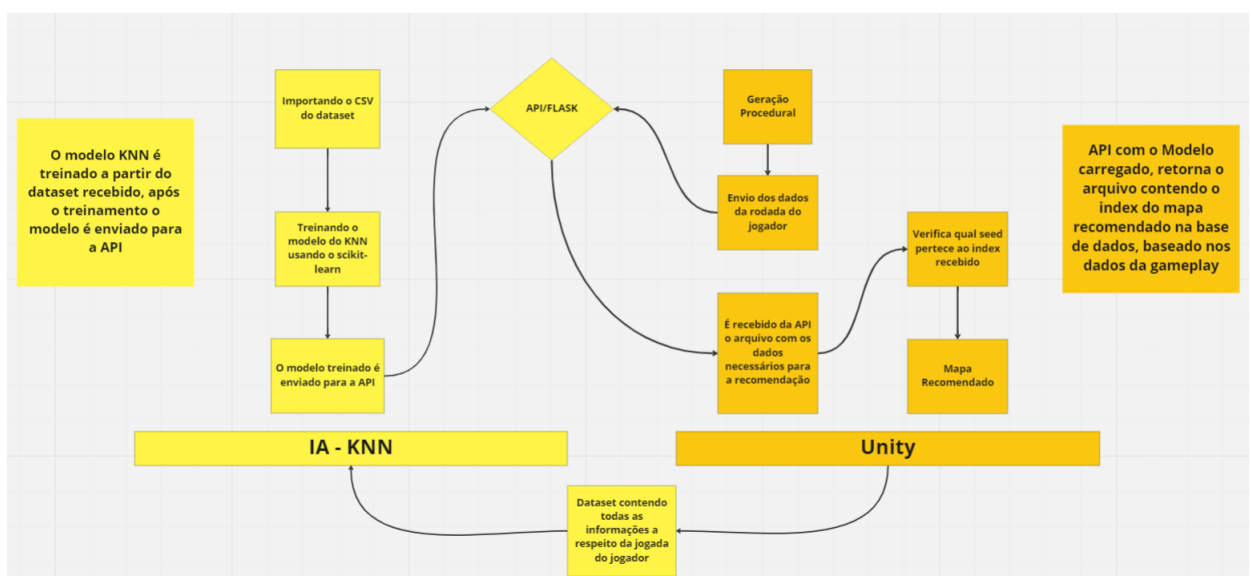 O modelo KNN é
treinado a partir do
dataset recebido, após
o treinamento o
modelo é enviado para
a API
Importando o CSV
do dataset
Treinando o
modelo do KNN
usando o scikit-
learn
O modelo treinado é
enviado para a API
API/FLASK
Geração
Procedural
Envio dos dados
da rodada do
jogador
É recebido da API
o arquivo com os
dados
necessários para
a recomendação
Verifica qual seed
pertece ao index
recebido
Mapa
Recomendado
API com o Modelo
carregado, retorna o
arquivo contendo o
index do mapa
recomendado na base
de dados, baseado nos
dados da gameplay
IA - KNN
Unity
Dataset contendo
todas as
informações a
respeito da jogada
do jogador